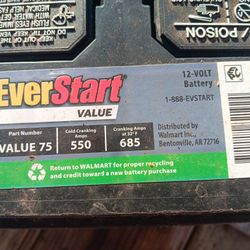 / POISON
EverStart
VALUE
12-VOLT
Battery
1-888-EVSTART
Part Number
VALUE 75
Cold Cranking
Amps
550
Cranking Amps
at 32°F
685
Distributed by
Walmart Inc.,
Bentonville, AR 72716
Return to WALMART for proper recycling
and credit toward a new battery purchase